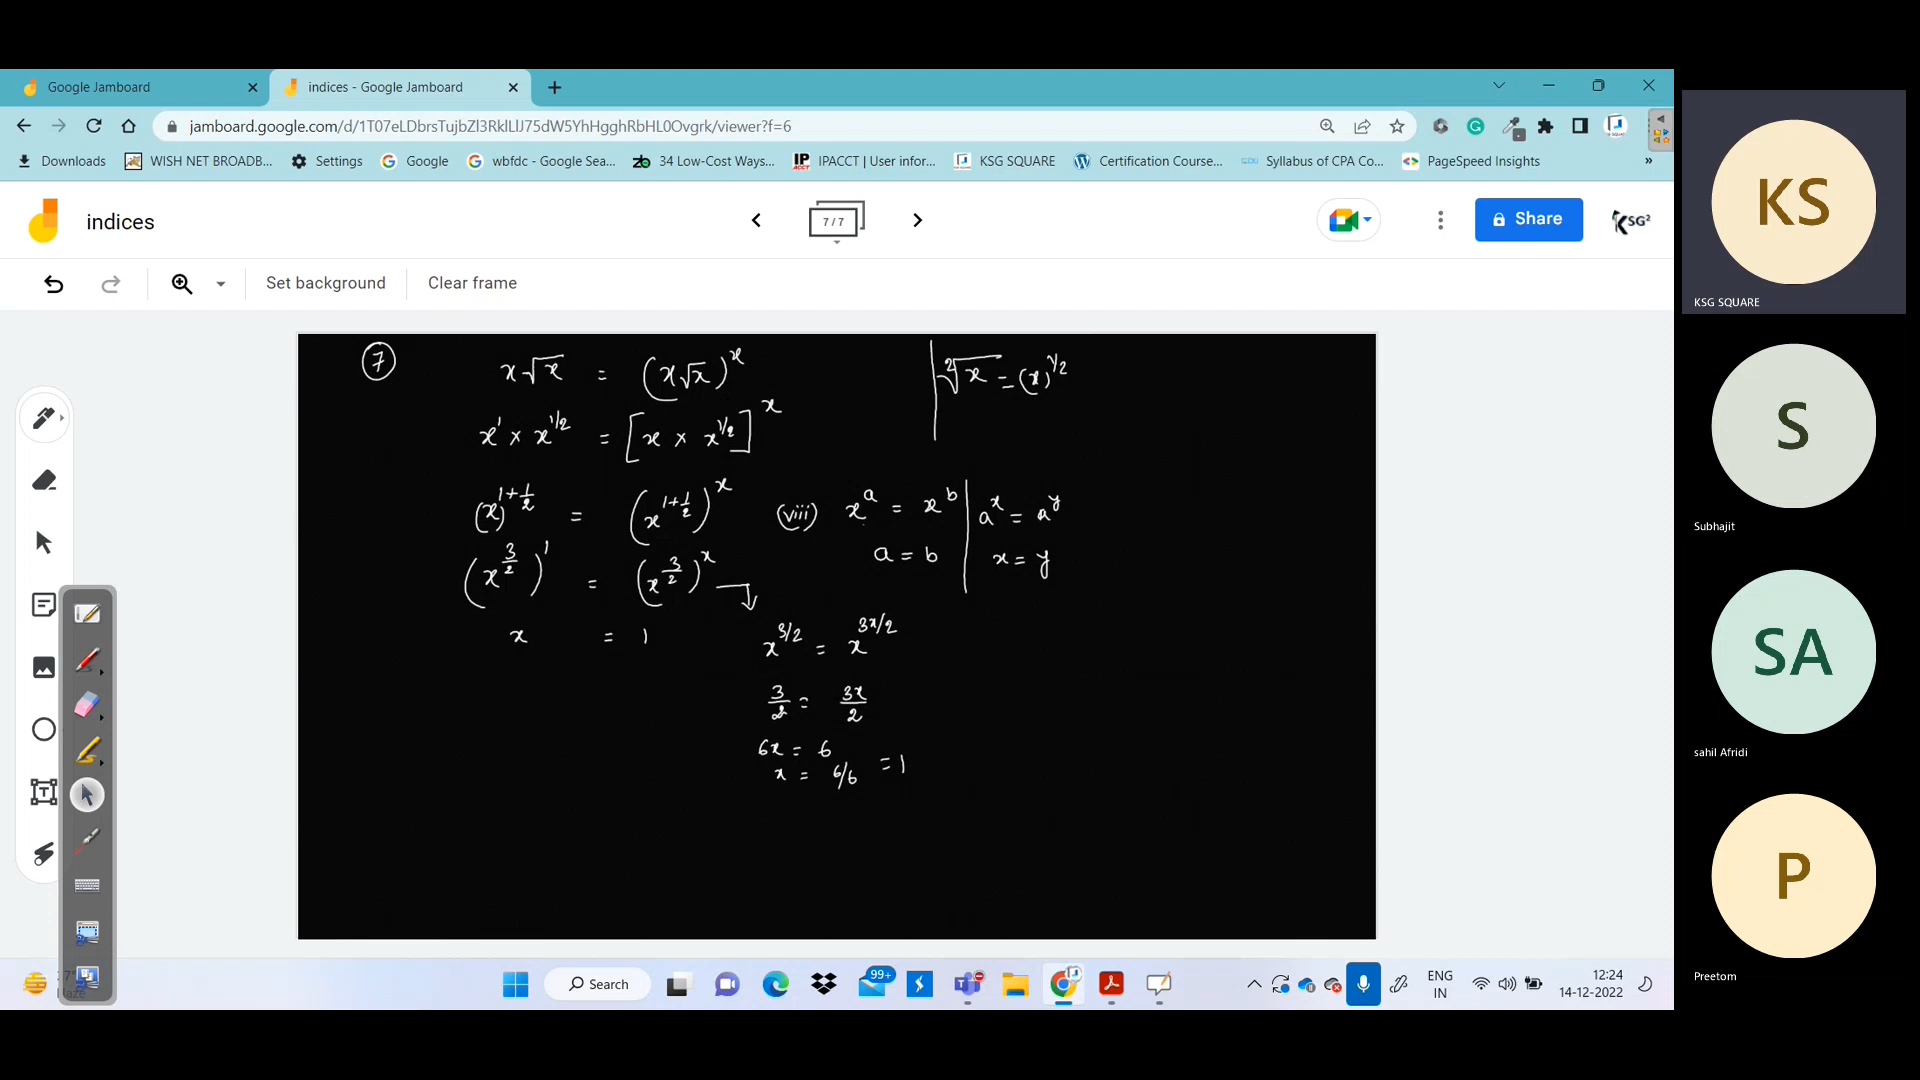 Google Jamboard
indices - Google Jamboard
jamboard.google.com/d/1T07eLDbrsTujbZl3RklLlJ75dW5YhHgghRbHL0Ovgrk/viewer?f=6
Downloads WISH NET BROADB... Settings Google wbfdc - Google Sea... 34 Low-Cost Ways... IPACCT | User infor... KSG SQUARE Certification Course... Syllabus of CPA Co... PageSpeed Insights »
indices
7 / 7
Share
KSG²
Set background Clear frame
⑦ x√x = (x√x)^x
²√x = (x)^1/2
x^1 × x^1/2 = [x × x^1/2]^x
(x)^1+1/2 = (x^1+1/2)^x
(viii) x^a = x^b | a^x = a^y
a = b | x = y
(x^3/2)^1 = (x^3/2)^x
x = 1
x^3/2 = x^3x/2
3/2 = 3x/2
6x = 6
x = 6/6 = 1
KS
KSG SQUARE
S
Subhajit
SA
sahil Afridi
P
Preetom
Search
99+
ENG
IN
12:24
14-12-2022